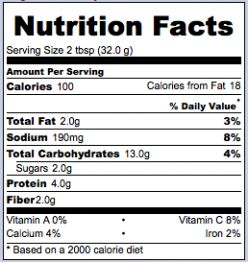 Nutrition Facts
Serving Size 2 tbsp (32.0 g)
Amount Per Serving
Calories 100 Calories from Fat 18
% Daily Value*
Total Fat 2.0g 3%
Sodium 190mg 8%
Total Carbohydrates 13.0g 4%
Sugars 2.0g
Protein 4.0g
Fiber2.0g
Vitamin A 0% • Vitamin C 8%
Calcium 4% • Iron 2%
* Based on a 2000 calorie diet